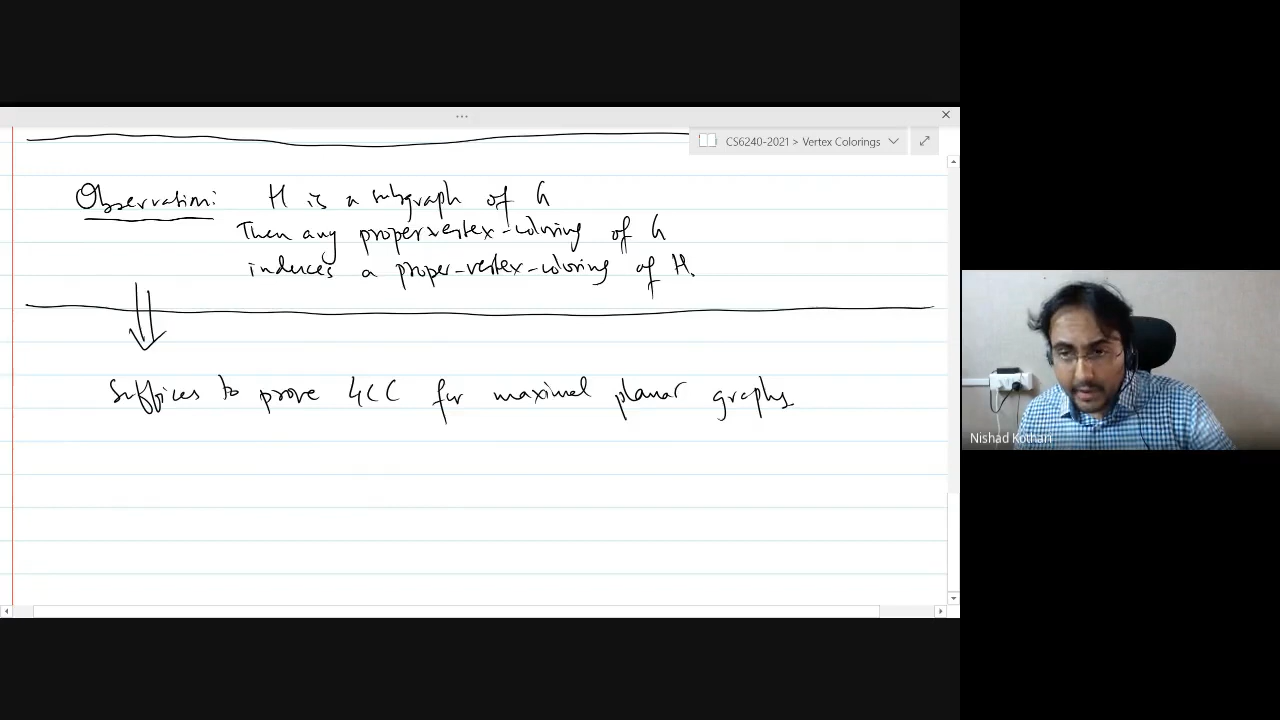 CS6240-2021 > Vertex Colorings
Observation: H is a subgraph of G
Then any proper-vertex-coloring of G
induces a proper-vertex-coloring of H.
Suffices to prove 4CC for maximal planar graphs
Nishad Kothari